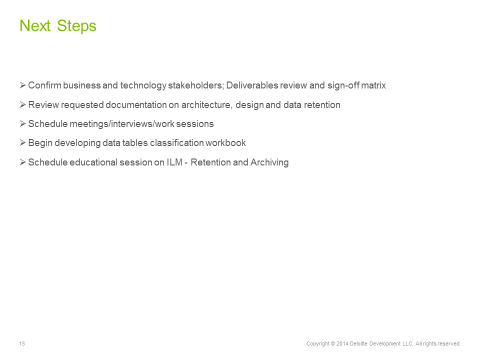 Next Steps
➢ Confirm business and technology stakeholders; Deliverables review and sign-off matrix
➢ Review requested documentation on architecture, design and data retention
➢ Schedule meetings/interviews/work sessions
➢ Begin developing data tables classification workbook
➢ Schedule educational session on ILM - Retention and Archiving
15 Copyright © 2014 Deloitte Development LLC. All rights reserved.